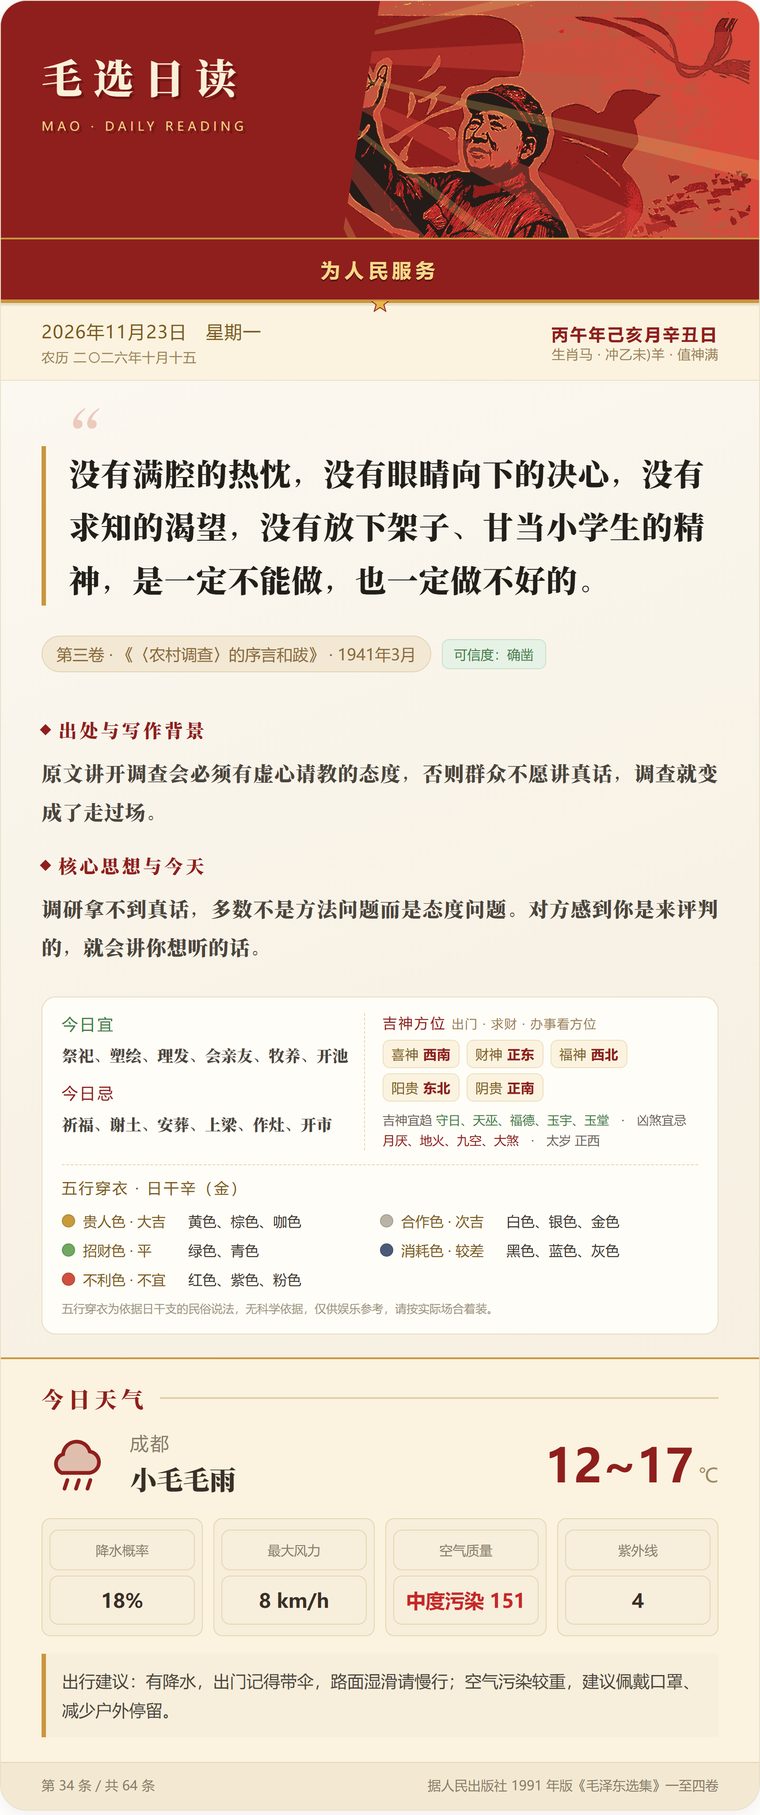 毛选日读
MAO · DAILY READING
为人民服务
2026年11月23日 星期一
农历 二〇二六年十月十五
丙午年己亥月辛丑日
生肖马 · 冲乙未)羊 · 值神满
“
没有满腔的热忱，没有眼睛向下的决心，没有
求知的渴望，没有放下架子、甘当小学生的精
神，是一定不能做，也一定做不好的。
第三卷 · 《〈农村调查〉的序言和跋》 · 1941年3月
可信度：确凿
出处与写作背景
原文讲开调查会必须有虚心请教的态度，否则群众不愿讲真话，调查就变
成了走过场。
核心思想与今天
调研拿不到真话，多数不是方法问题而是态度问题。对方感到你是来评判
的，就会讲你想听的话。
今日宜
祭祀、塑绘、理发、会亲友、牧养、开池
今日忌
祈福、谢土、安葬、上梁、作灶、开市
吉神方位 出门 · 求财 · 办事看方位
喜神 西南 财神 正东 福神 西北
阳贵 东北 阴贵 正南
吉神宜趋 守日、天巫、福德、玉宇、玉堂 · 凶煞宜忌
月厌、地火、九空、大煞 · 太岁 正西
五行穿衣 · 日干辛（金）
贵人色 · 大吉 黄色、棕色、咖色
合作色 · 次吉 白色、银色、金色
招财色 · 平 绿色、青色
消耗色 · 较差 黑色、蓝色、灰色
不利色 · 不宜 红色、紫色、粉色
五行穿衣为依据日干支的民俗说法，无科学依据，仅供娱乐参考，请按实际场合着装。
今日天气
成都
小毛毛雨
12~17 ℃
降水概率
18%
最大风力
8 km/h
空气质量
中度污染 151
紫外线
4
出行建议：有降水，出门记得带伞，路面湿滑请慢行；空气污染较重，建议佩戴口罩、
减少户外停留。
第 34 条 / 共 64 条
据人民出版社 1991 年版《毛泽东选集》一至四卷